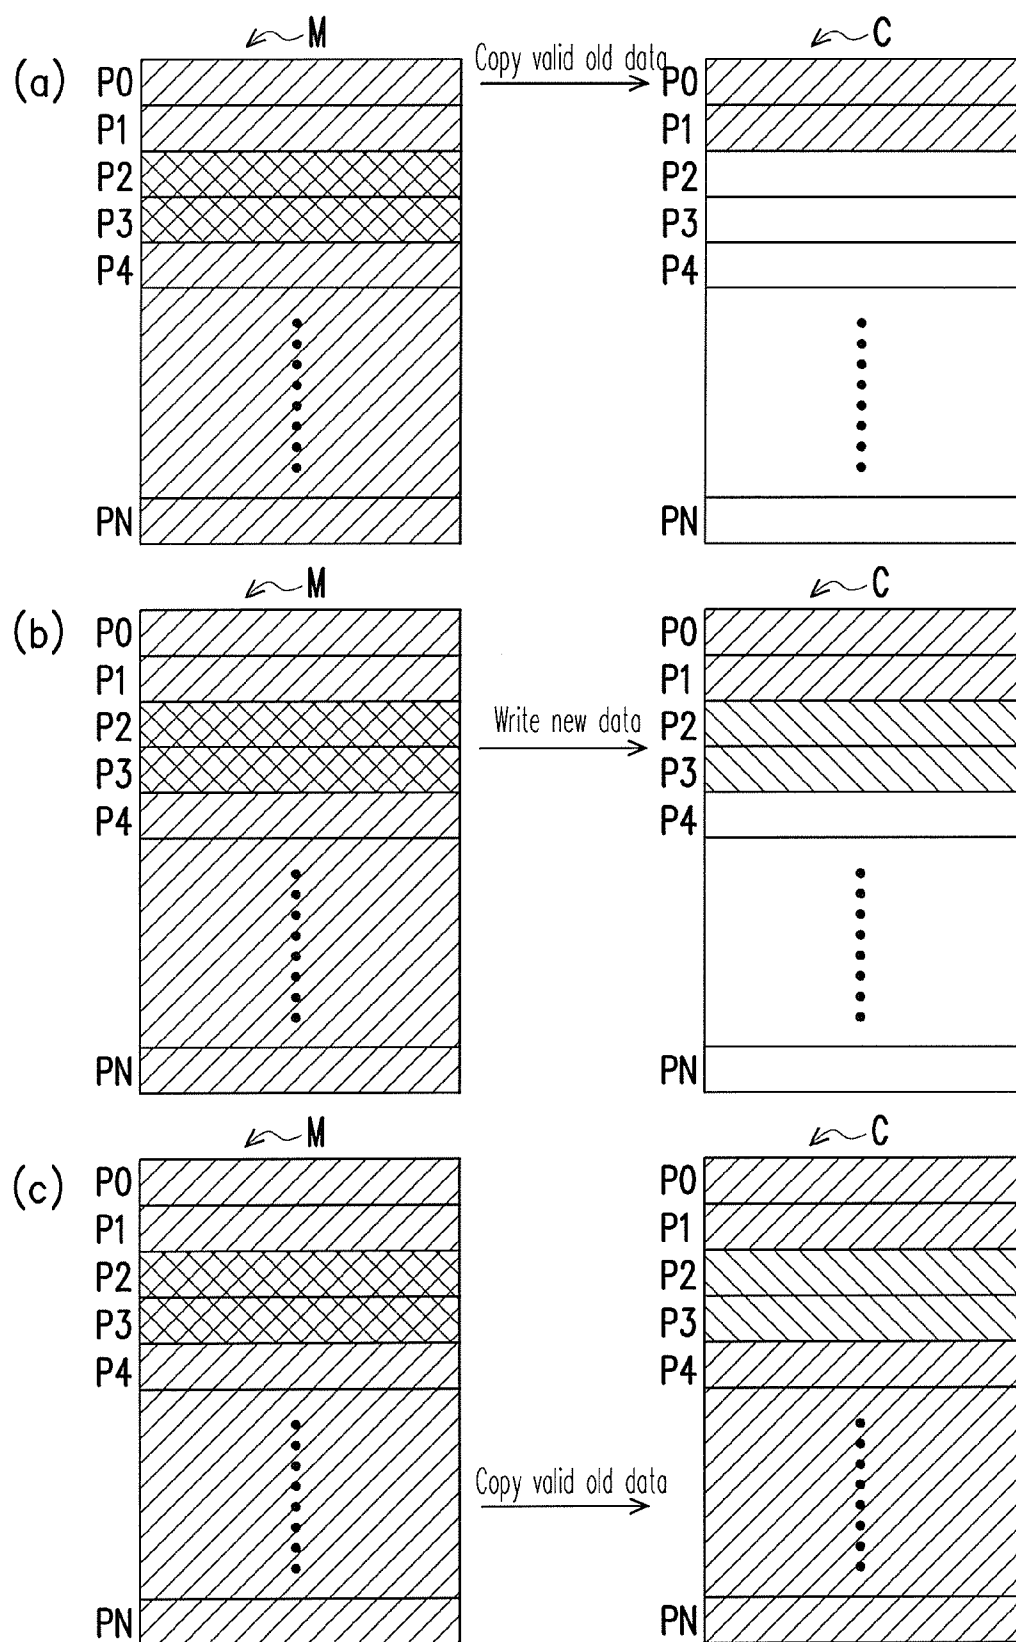 M C
(a) P0 Copy valid old data P0
P1 P1
P2 P2
P3 P3
P4 P4
PN PN
M C
(b) P0 P0
P1 P1
P2 Write new data P2
P3 P3
P4 P4
PN PN
M C
(c) P0 P0
P1 P1
P2 P2
P3 P3
P4 P4
Copy valid old data
PN PN